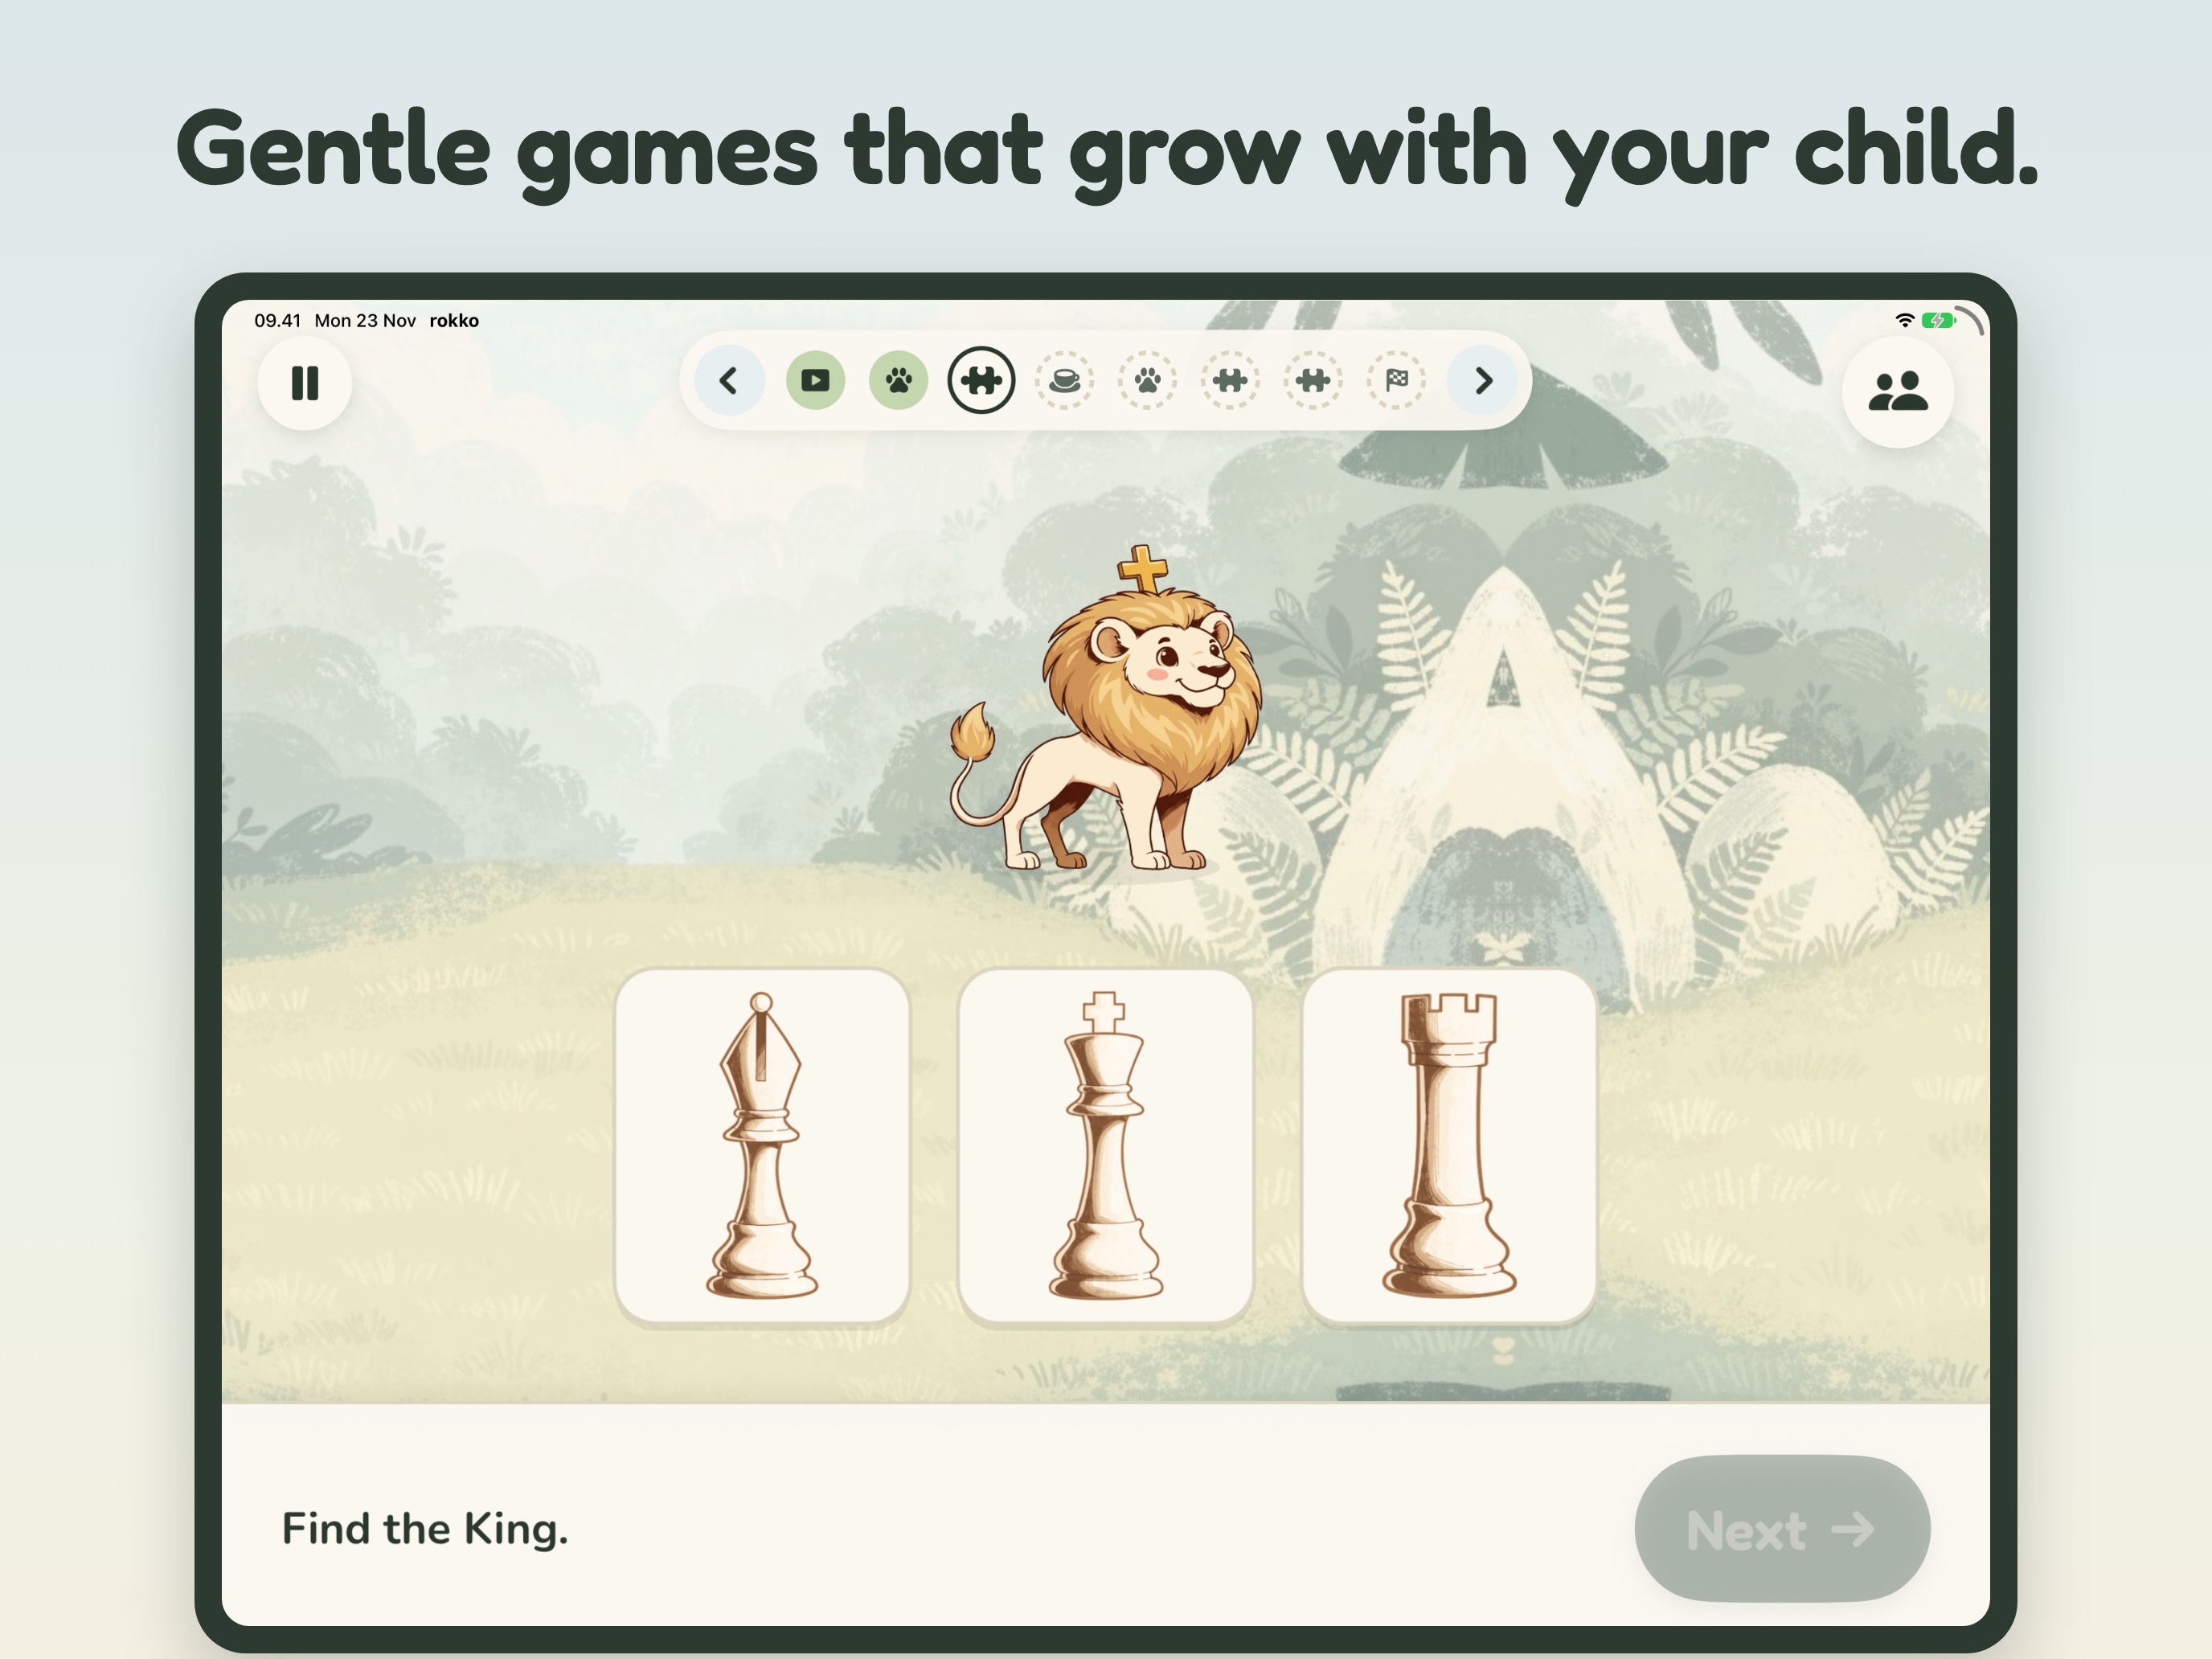 Gentle games that grow with your child.
09.41 Mon 23 Nov rokko
Find the King.
Next →